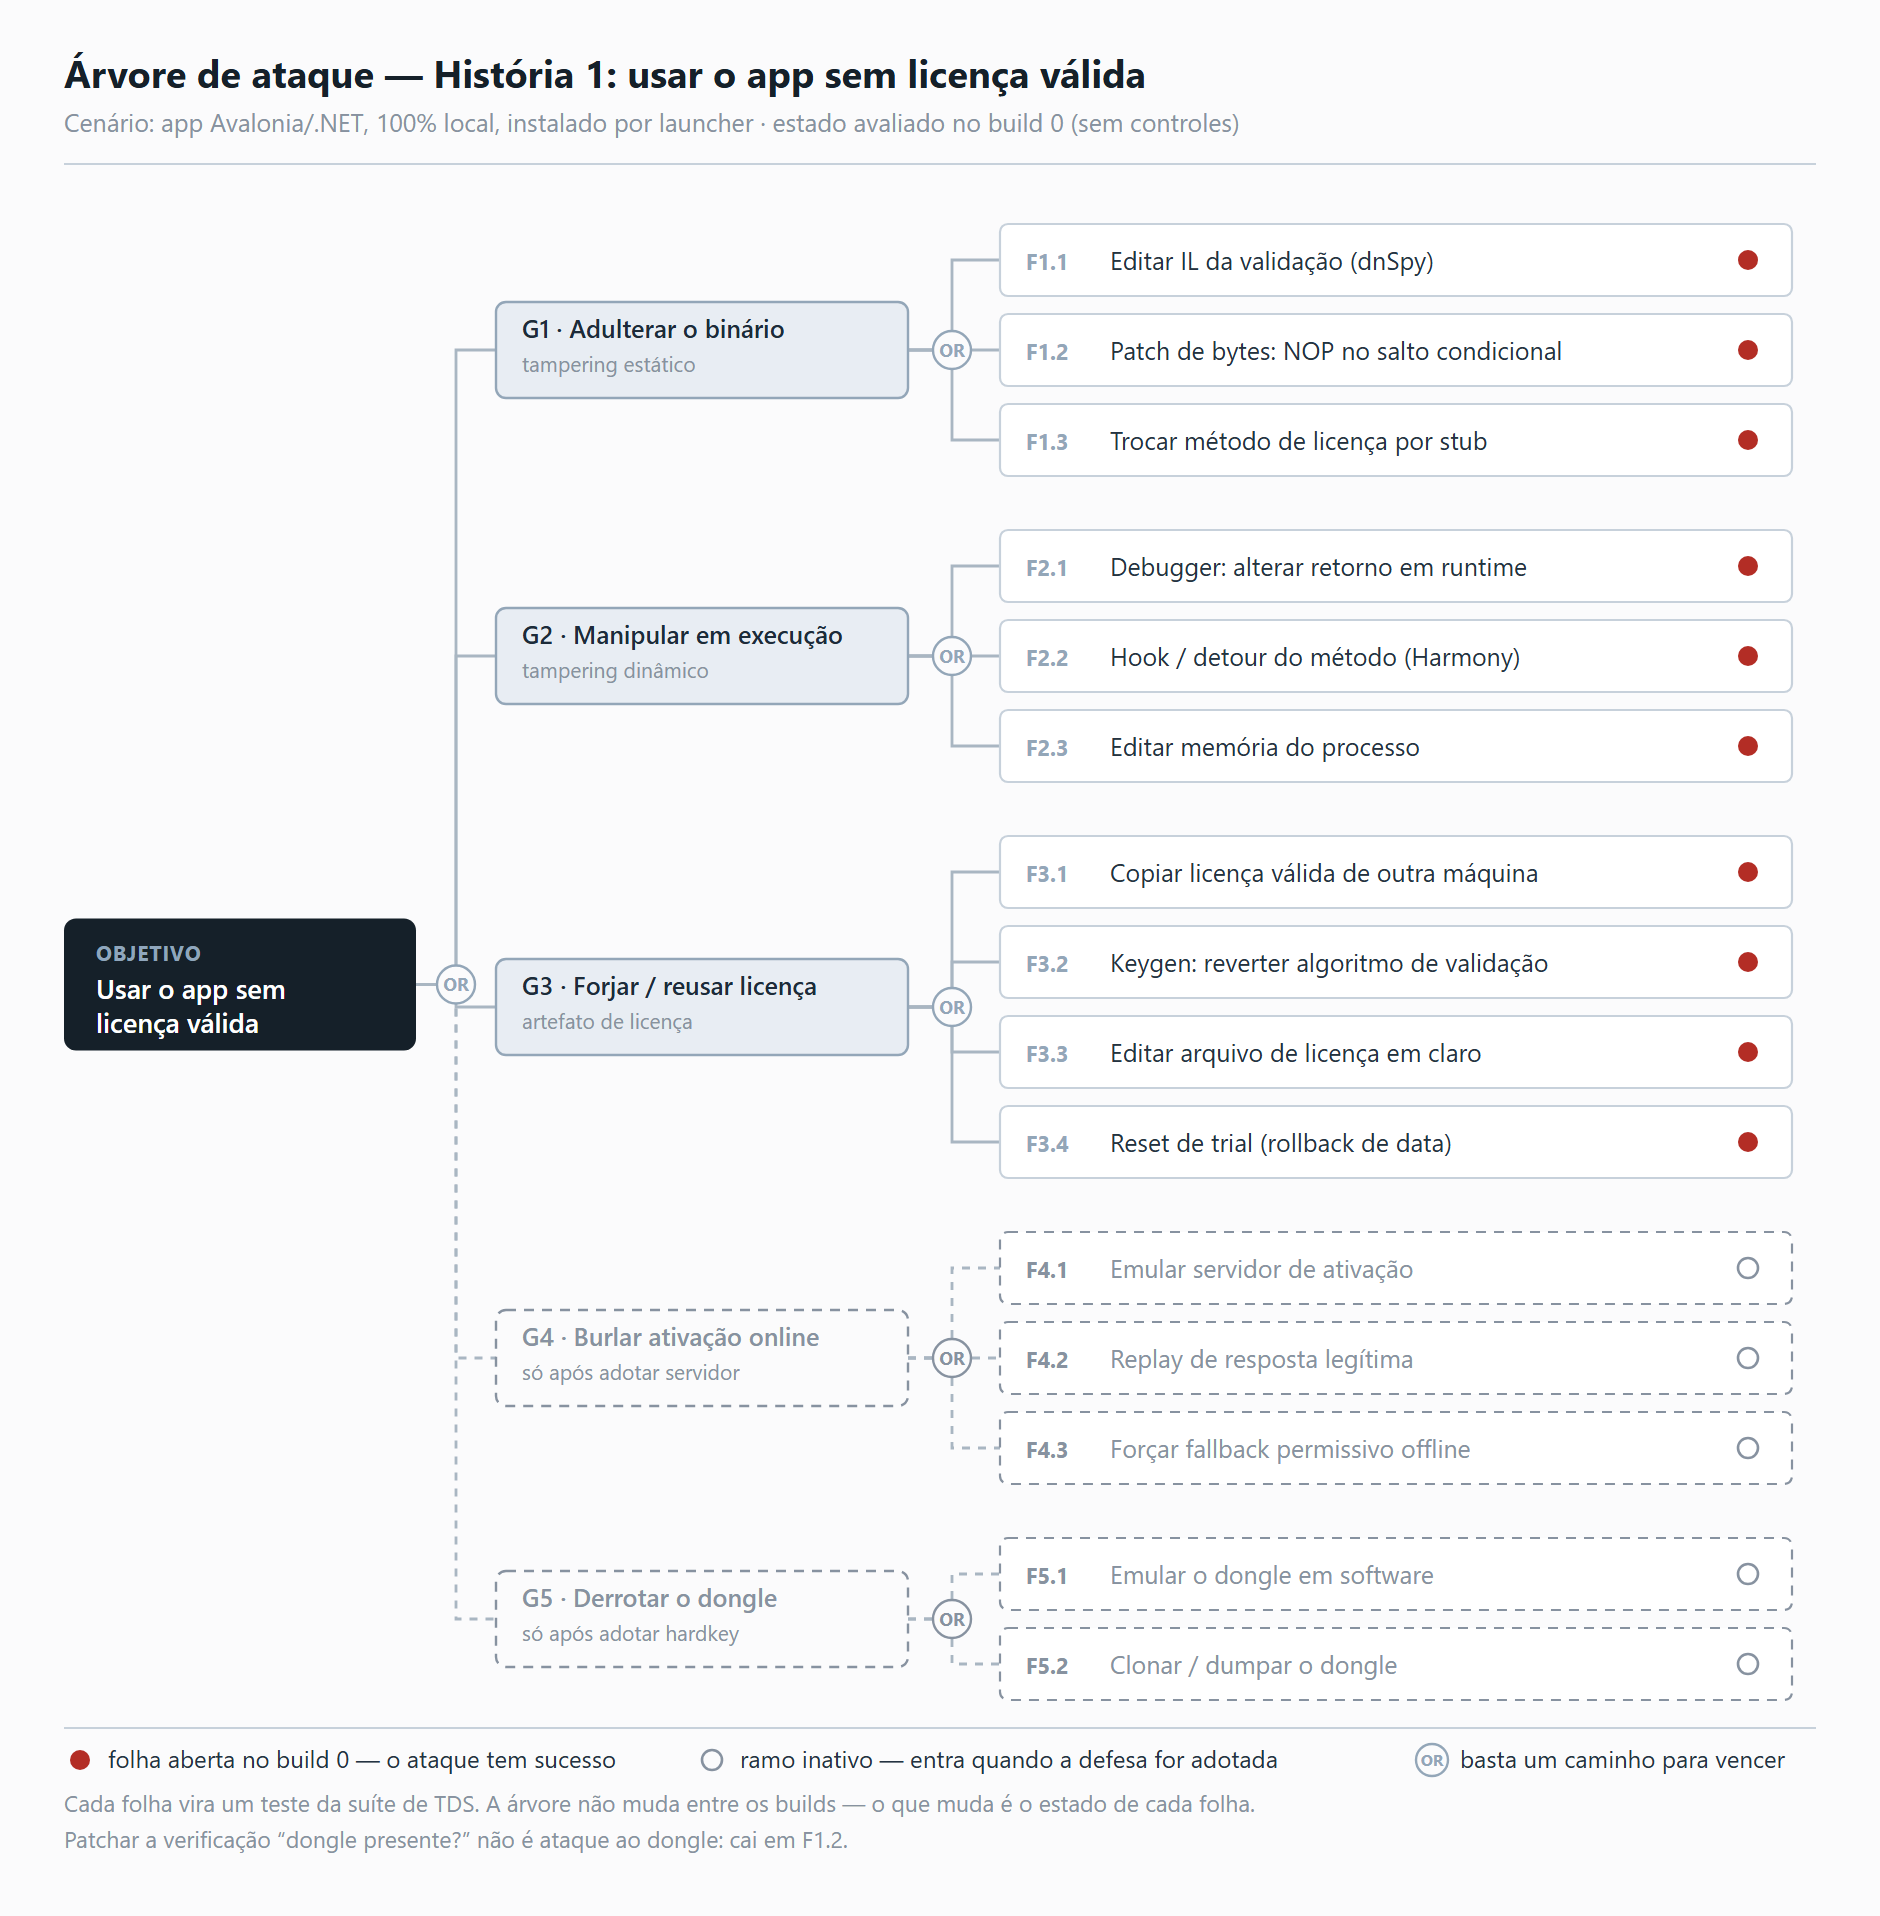 Árvore de ataque — História 1: usar o app sem licença válida
Cenário: app Avalonia/.NET, 100% local, instalado por launcher · estado avaliado no build 0 (sem controles)
OBJETIVO
Usar o app sem
licença válida
OR
G1 · Adulterar o binário
tampering estático
OR
F1.1 Editar IL da validação (dnSpy)
F1.2 Patch de bytes: NOP no salto condicional
F1.3 Trocar método de licença por stub
G2 · Manipular em execução
tampering dinâmico
OR
F2.1 Debugger: alterar retorno em runtime
F2.2 Hook / detour do método (Harmony)
F2.3 Editar memória do processo
G3 · Forjar / reusar licença
artefato de licença
OR
F3.1 Copiar licença válida de outra máquina
F3.2 Keygen: reverter algoritmo de validação
F3.3 Editar arquivo de licença em claro
F3.4 Reset de trial (rollback de data)
G4 · Burlar ativação online
só após adotar servidor
OR
F4.1 Emular servidor de ativação
F4.2 Replay de resposta legítima
F4.3 Forçar fallback permissivo offline
G5 · Derrotar o dongle
só após adotar hardkey
OR
F5.1 Emular o dongle em software
F5.2 Clonar / dumpar o dongle
folha aberta no build 0 — o ataque tem sucesso
ramo inativo — entra quando a defesa for adotada
OR basta um caminho para vencer
Cada folha vira um teste da suíte de TDS. A árvore não muda entre os builds — o que muda é o estado de cada folha.
Patchar a verificação “dongle presente?” não é ataque ao dongle: cai em F1.2.